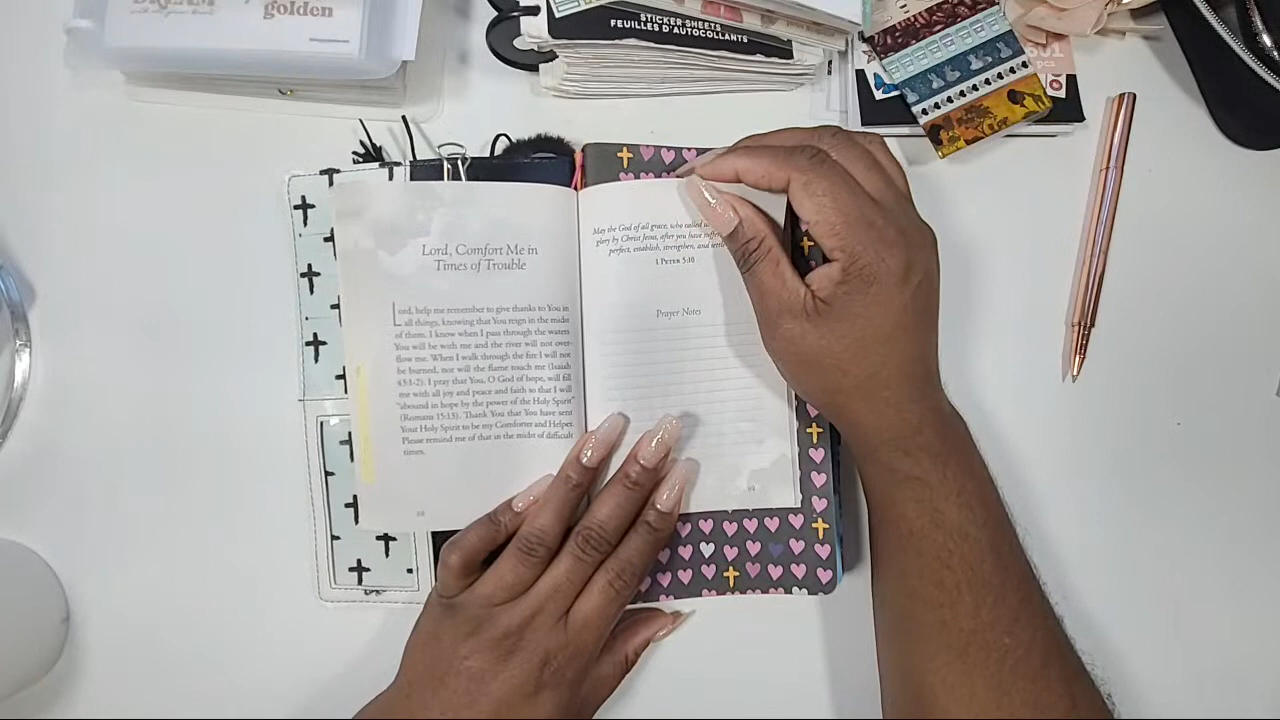 DREAM
golden
STICKER SHEETS
FEUILLES D'AUTOCOLLANTS
601
pcs
Lord, Comfort Me in
Times of Trouble
Lord, help me remember to give thanks to You in
all things, knowing that You reign in the midst
of them. I know when I pass through the waters
You will be with me and the river will not over-
flow me. When I walk through the fire I will not
be burned, nor will the flame touch me (Isaiah
43:1-2). I pray that You, O God of hope, will fill
me with all joy and peace and faith so that I will
"abound in hope by the power of the Holy Spirit"
(Romans 15:13). Thank You that You have sent
Your Holy Spirit to be my Comforter and Helper.
Please remind me of that in the midst of difficult
times.
May the God of all grace, who called
glory by Christ Jesus, after you have
perfect, establish, strengthen, and settle
1 Peter 5:10
Prayer Notes